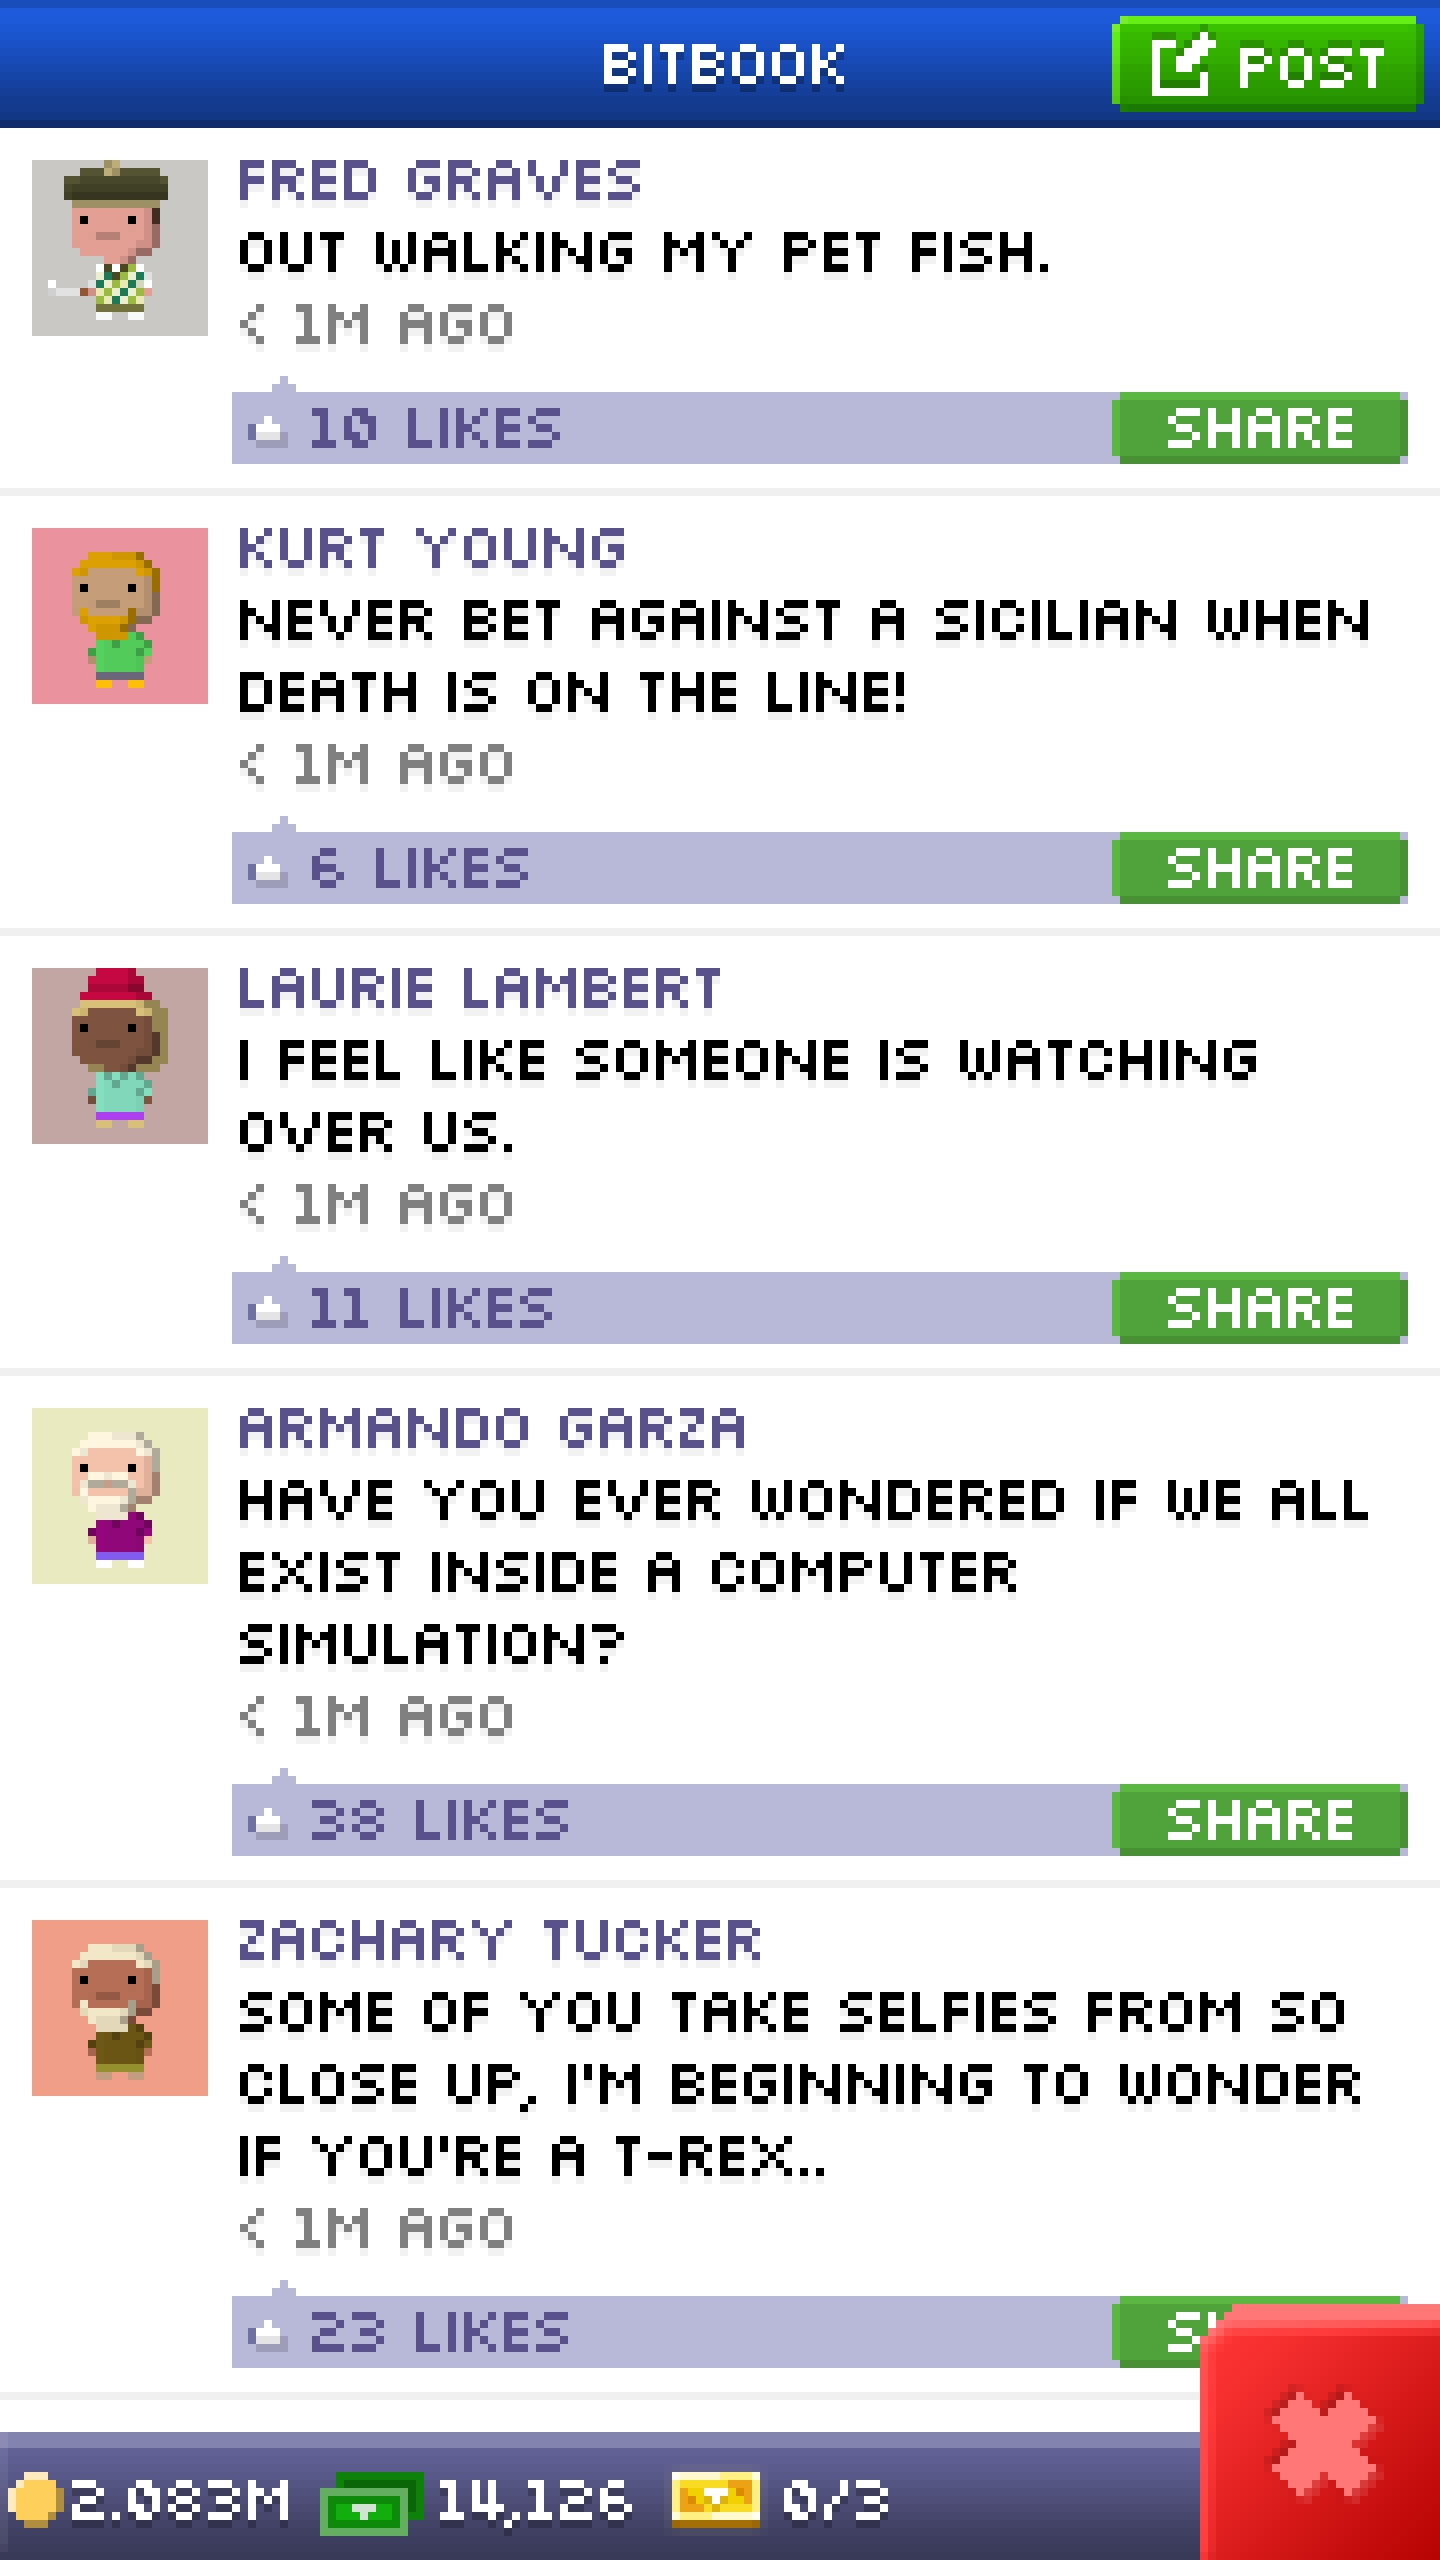 BITBOOK
POST
FRED GRAVES
OUT WALKING MY PET FISH.
< 1M AGO
10 LIKES
SHARE
KURT YOUNG
NEVER BET AGAINST A SICILIAN WHEN
DEATH IS ON THE LINE!
< 1M AGO
6 LIKES
SHARE
LAURIE LAMBERT
I FEEL LIKE SOMEONE IS WATCHING
OVER US.
< 1M AGO
11 LIKES
SHARE
ARMANDO GARZA
HAVE YOU EVER WONDERED IF WE ALL
EXIST INSIDE A COMPUTER
SIMULATION?
< 1M AGO
38 LIKES
SHARE
ZACHARY TUCKER
SOME OF YOU TAKE SELFIES FROM SO
CLOSE UP, I'M BEGINNING TO WONDER
IF YOU'RE A T-REX..
< 1M AGO
23 LIKES
2.083M
14,126
0/3